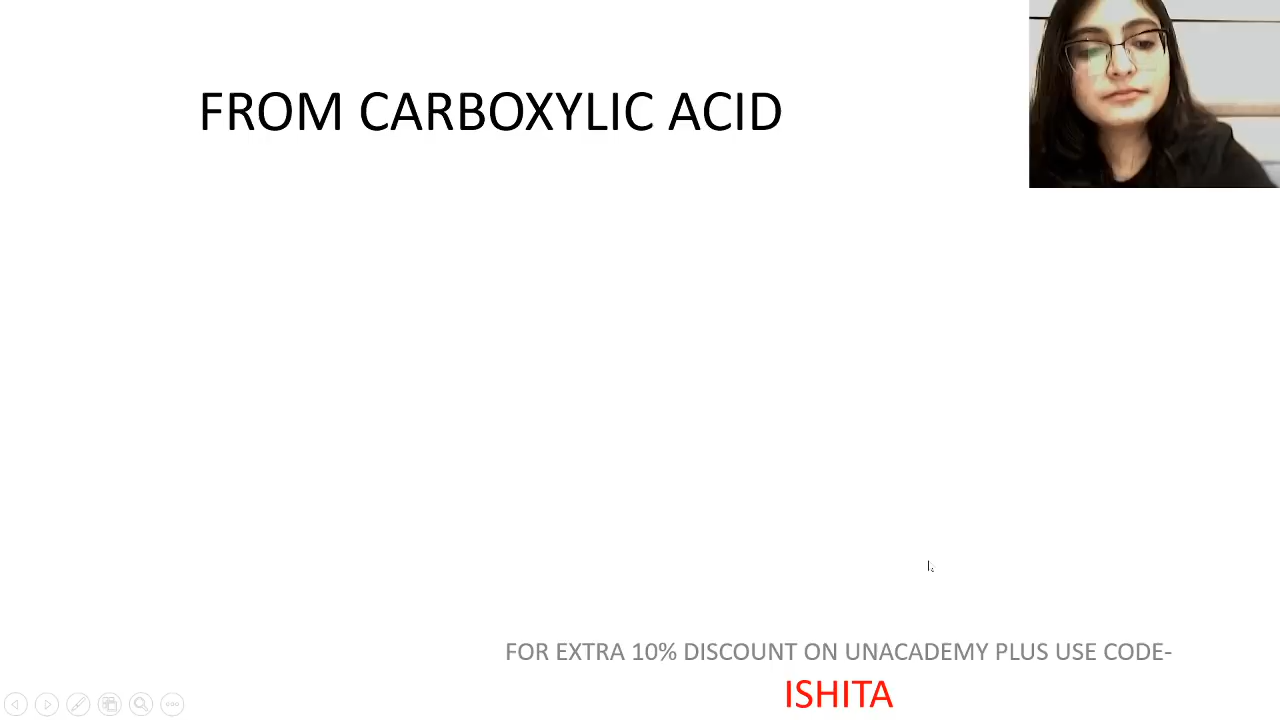 FROM CARBOXYLIC ACID
FOR EXTRA 10% DISCOUNT ON UNACADEMY PLUS USE CODE-
ISHITA